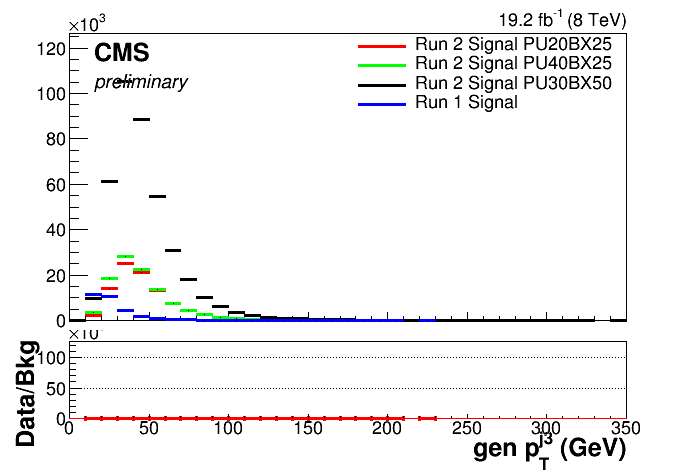 ×10³
19.2 fb⁻¹ (8 TeV)
CMS
preliminary
Run 2 Signal PU20BX25
Run 2 Signal PU40BX25
Run 2 Signal PU30BX50
Run 1 Signal
120
100
80
60
40
20
0
×10
Data/Bkg
100
50
0
0 50 100 150 200 250 300 350
gen p_T^j3 (GeV)